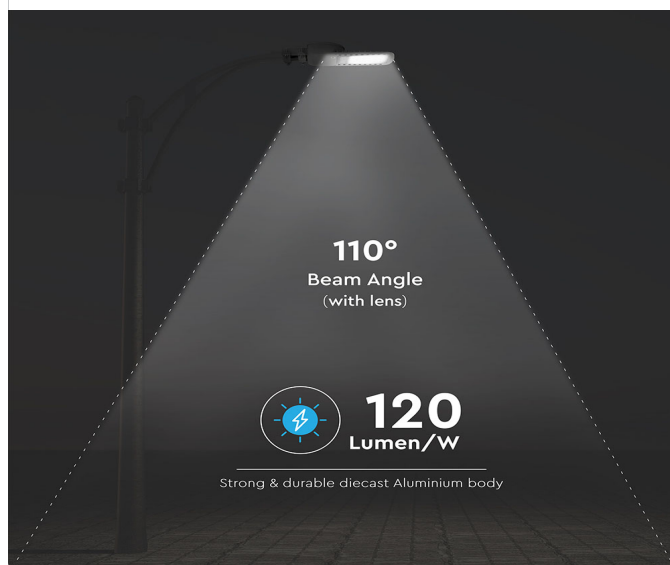 110°
Beam Angle
(with lens)
120
Lumen/W
Strong & durable diecast Aluminium body